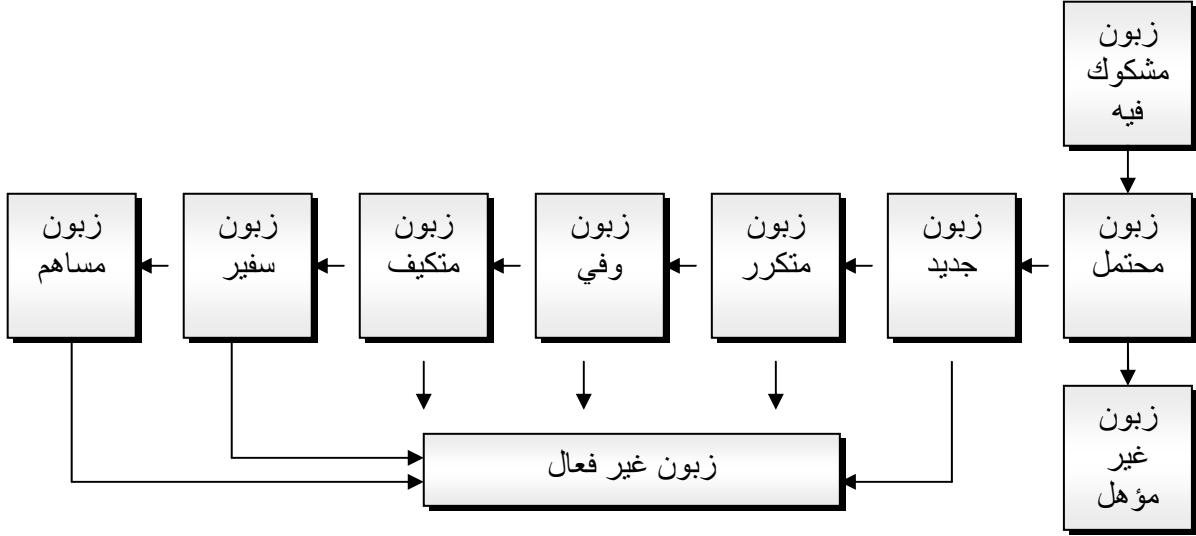 زبون
مشكوك
فيه
زبون
محتمل
زبون
جديد
زبون
متكرر
زبون
وفي
زبون
متكيف
زبون
سفير
زبون
مساهم
زبون
غير
مؤهل
زبون غير فعال